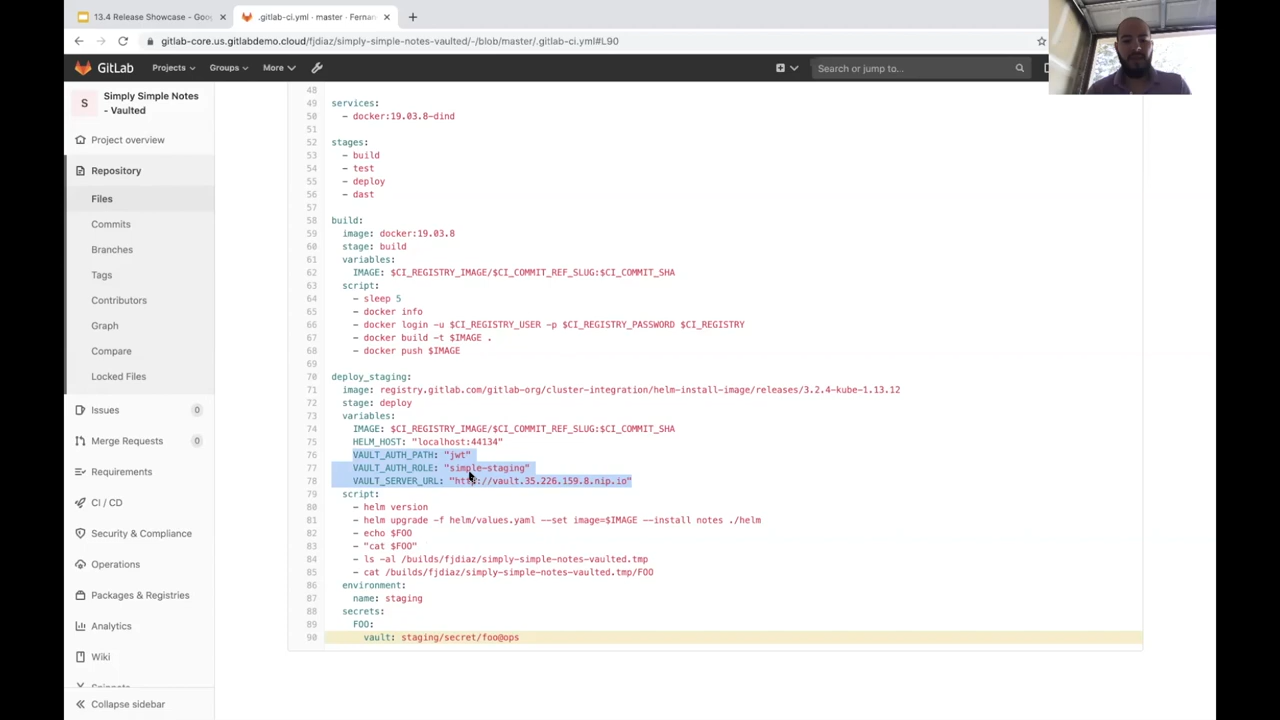 13.4 Release Showcase - Goo
.gitlab-ci.yml · master · Fernan
gitlab-core.us.gitlabdemo.cloud/fjdiaz/simply-simple-notes-vaulted/-/blob/master/.gitlab-ci.yml#L90
GitLab Projects Groups More Search or jump to...
S Simply Simple Notes - Vaulted
Project overview
Repository
Files
Commits
Branches
Tags
Contributors
Graph
Compare
Locked Files
Issues 0
Merge Requests 0
Requirements
CI / CD
Security & Compliance
Operations
Packages & Registries
Analytics
Wiki
Snippets
Collapse sidebar
48
49 services:
50 - docker:19.03.8-dind
51
52 stages:
53 - build
54 - test
55 - deploy
56 - dast
57
58 build:
59 image: docker:19.03.8
60 stage: build
61 variables:
62 IMAGE: $CI_REGISTRY_IMAGE/$CI_COMMIT_REF_SLUG:$CI_COMMIT_SHA
63 script:
64 - sleep 5
65 - docker info
66 - docker login -u $CI_REGISTRY_USER -p $CI_REGISTRY_PASSWORD $CI_REGISTRY
67 - docker build -t $IMAGE .
68 - docker push $IMAGE
69
70 deploy_staging:
71 image: registry.gitlab.com/gitlab-org/cluster-integration/helm-install-image/releases/3.2.4-kube-1.13.12
72 stage: deploy
73 variables:
74 IMAGE: $CI_REGISTRY_IMAGE/$CI_COMMIT_REF_SLUG:$CI_COMMIT_SHA
75 HELM_HOST: "localhost:44134"
76 VAULT_AUTH_PATH: "jwt"
77 VAULT_AUTH_ROLE: "simple-staging"
78 VAULT_SERVER_URL: "http://vault.35.226.159.8.nip.io"
79 script:
80 - helm version
81 - helm upgrade -f helm/values.yaml --set image=$IMAGE --install notes ./helm
82 - echo $FOO
83 - "cat $FOO"
84 - ls -al /builds/fjdiaz/simply-simple-notes-vaulted.tmp
85 - cat /builds/fjdiaz/simply-simple-notes-vaulted.tmp/FOO
86 environment:
87 name: staging
88 secrets:
89 FOO:
90 vault: staging/secret/foo@ops